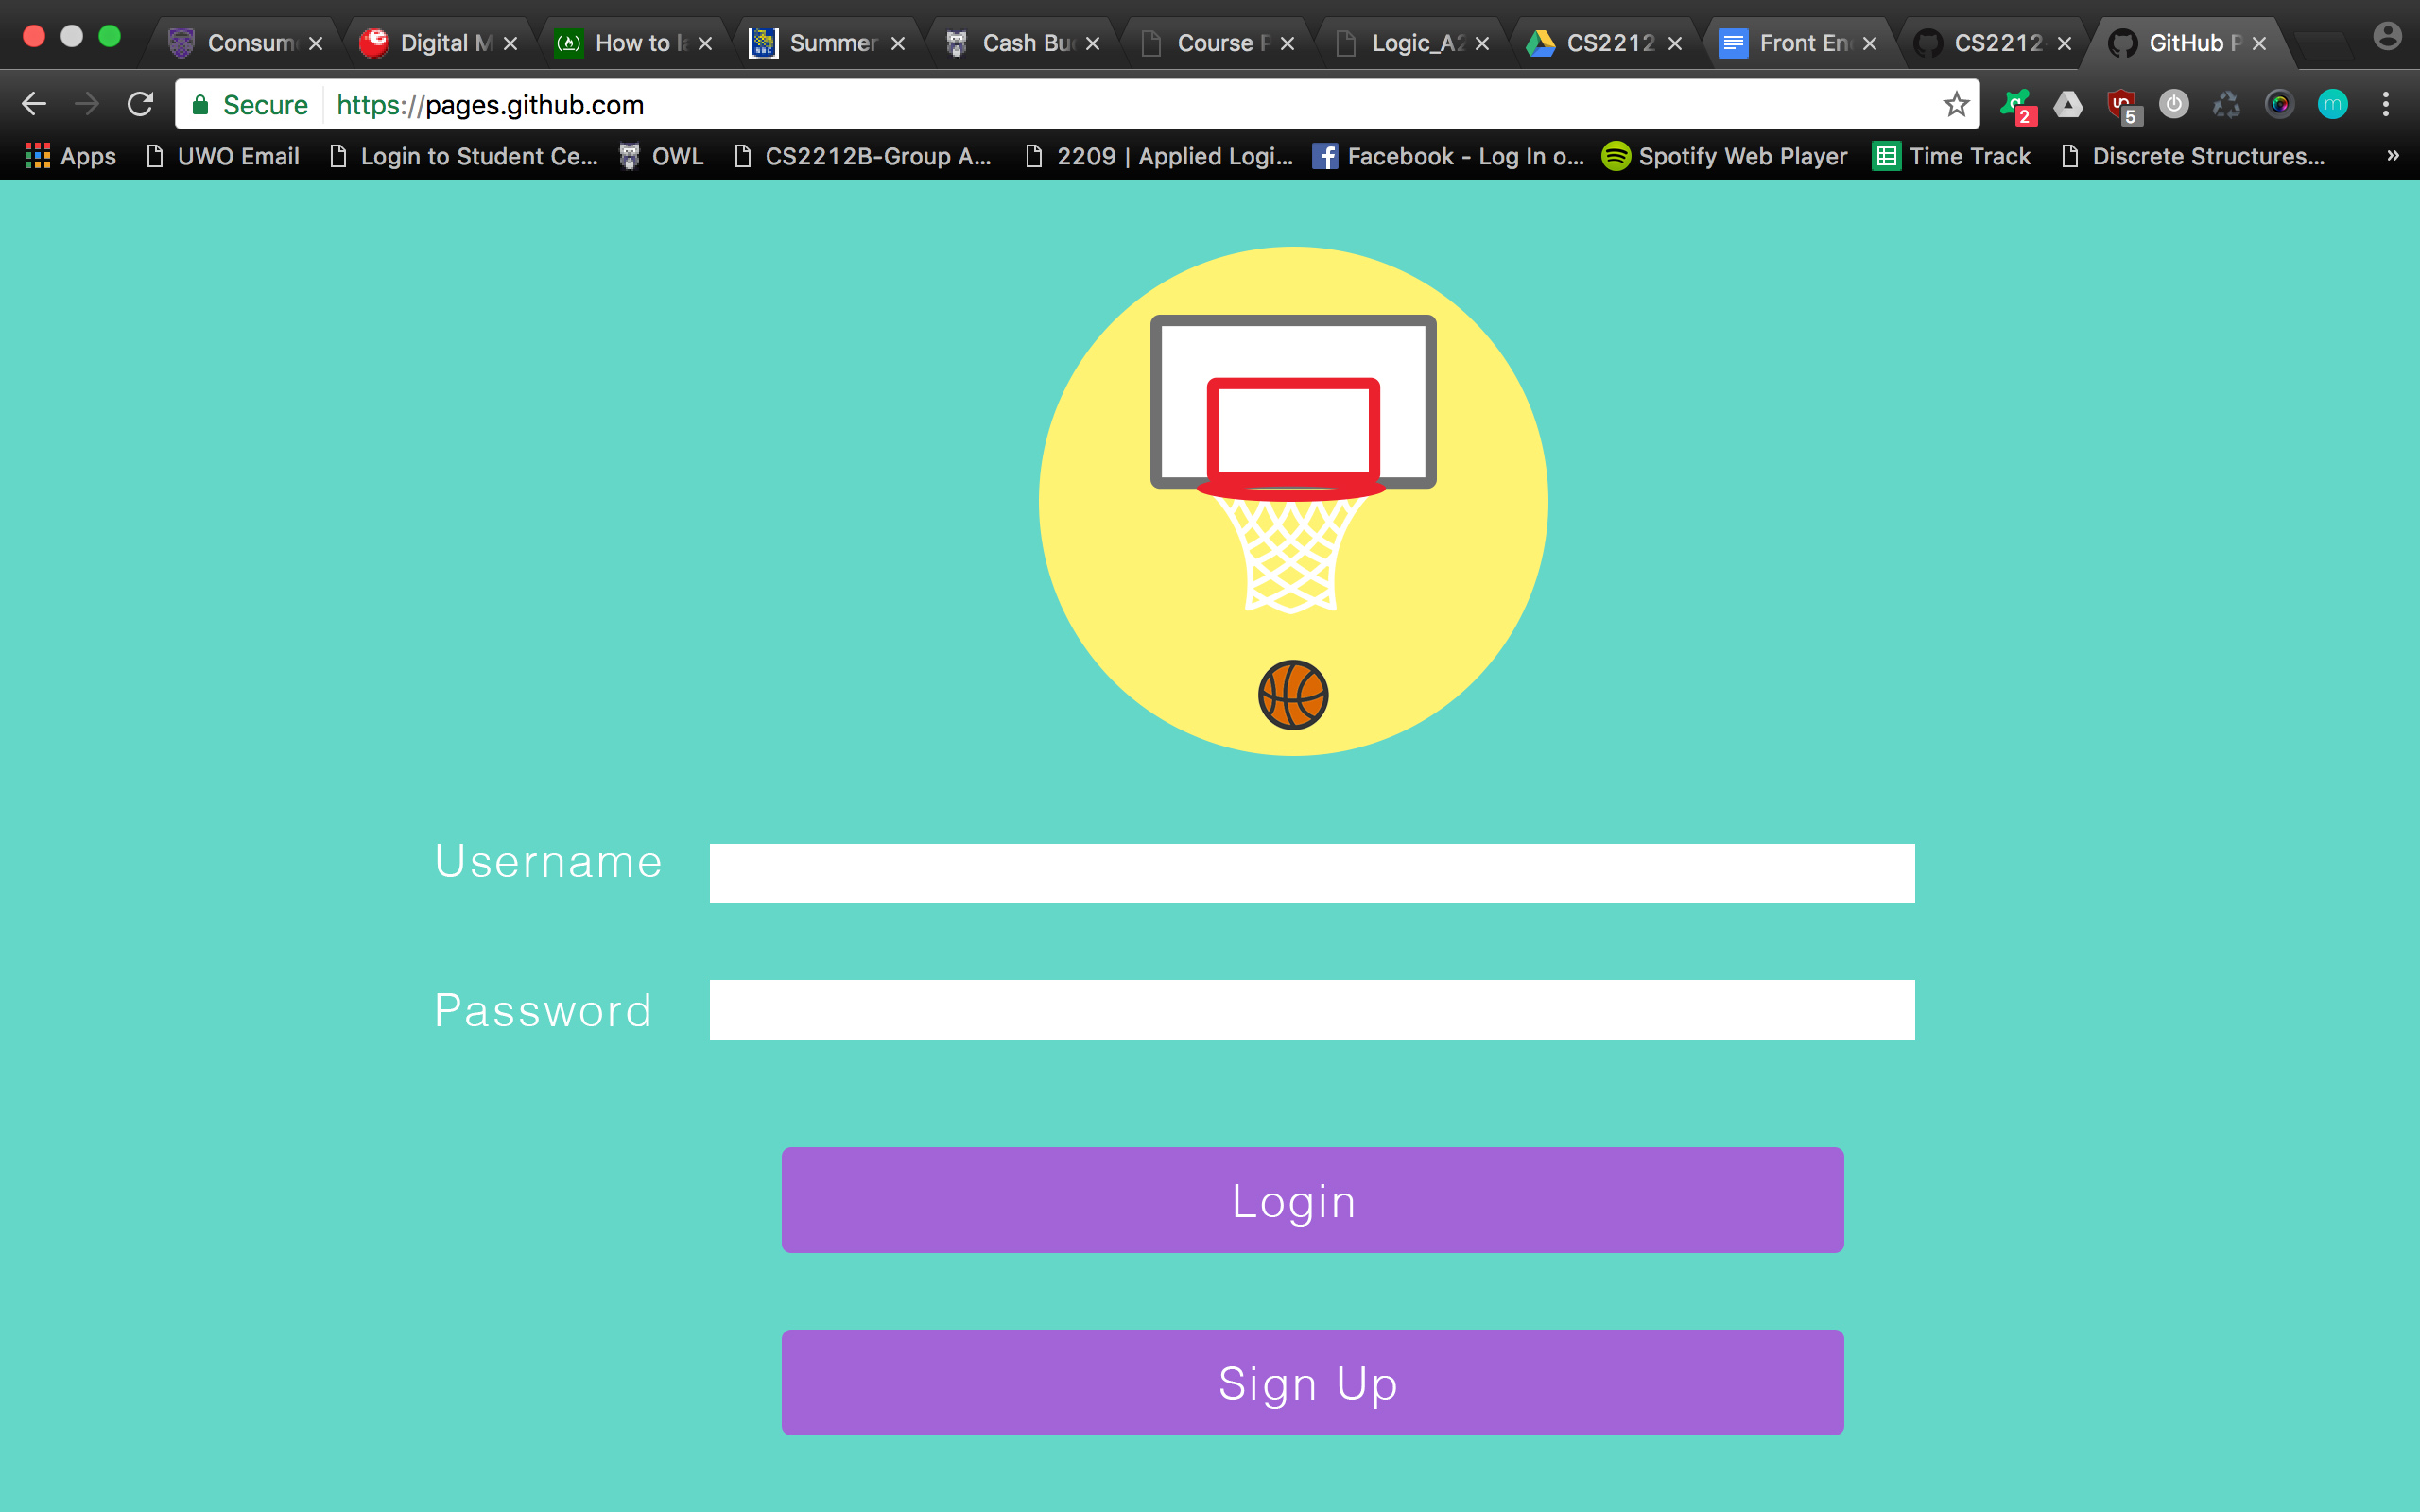 Consum Digital M How to la Summer Cash Bu Course P Logic_A2 CS2212 Front En CS2212- GitHub P
Secure https://pages.github.com 2 5 m
Apps UWO Email Login to Student Ce... OWL CS2212B-Group A... 2209 | Applied Logi... Facebook - Log In o... Spotify Web Player Time Track Discrete Structures... »
Username
Password
Login
Sign Up